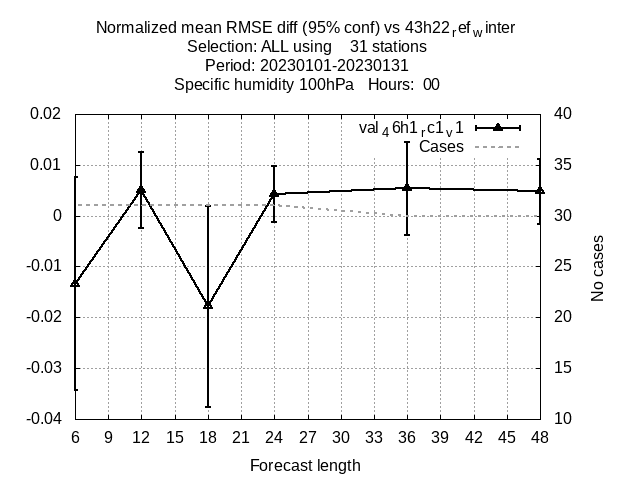 Normalized mean RMSE diff (95% conf) vs 43h22ref winter
Selection: ALL using 31 stations
Period: 20230101-20230131
Specific humidity 100hPa Hours: 00
val46h1rc1v1
Cases
0.02
0.01
0
-0.01
-0.02
-0.03
-0.04
40
35
30
25
20
15
10
No cases
6 9 12 15 18 21 24 27 30 33 36 39 42 45 48
Forecast length